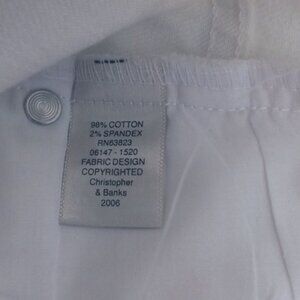 98% COTTON
2% SPANDEX
RN63823
06147 - 1520
FABRIC DESIGN
COPYRIGHTED
Christopher
& Banks
2006